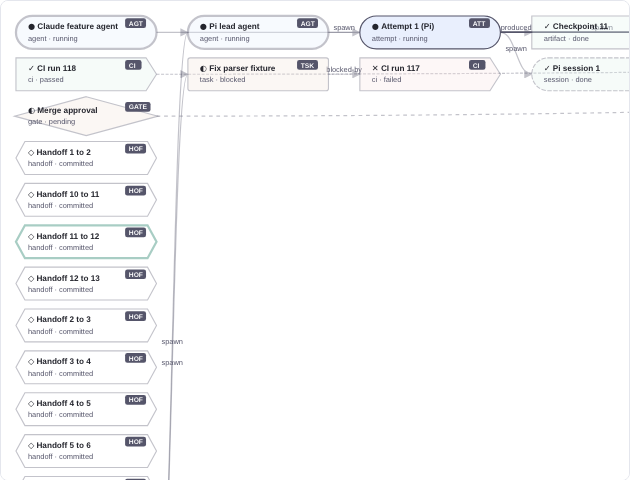 ● Claude feature agent AGT
agent · running
● Pi lead agent AGT
agent · running
spawn
● Attempt 1 (Pi) ATT
attempt · running
produced
✓ Checkpoint 11
artifact · done
spawn
✓ CI run 118 CI
ci · passed
◐ Fix parser fixture TSK
task · blocked
blocked-by
✕ CI run 117 CI
ci · failed
✓ Pi session 1
session · done
◐ Merge approval GATE
gate · pending
◇ Handoff 1 to 2 HOF
handoff · committed
◇ Handoff 10 to 11 HOF
handoff · committed
◇ Handoff 11 to 12 HOF
handoff · committed
◇ Handoff 12 to 13 HOF
handoff · committed
◇ Handoff 2 to 3 HOF
handoff · committed
spawn
◇ Handoff 3 to 4 HOF
handoff · committed
spawn
◇ Handoff 4 to 5 HOF
handoff · committed
◇ Handoff 5 to 6 HOF
handoff · committed